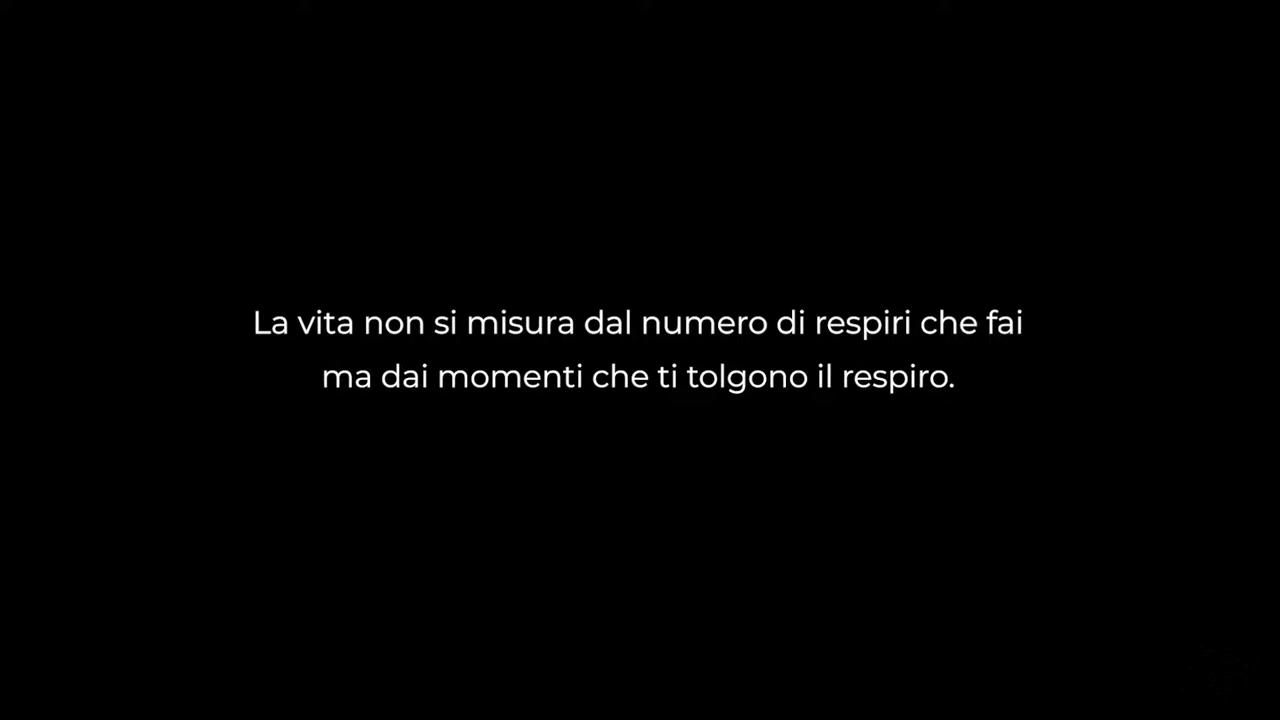 La vita non si misura dal numero di respiri che fai
ma dai momenti che ti tolgono il respiro.